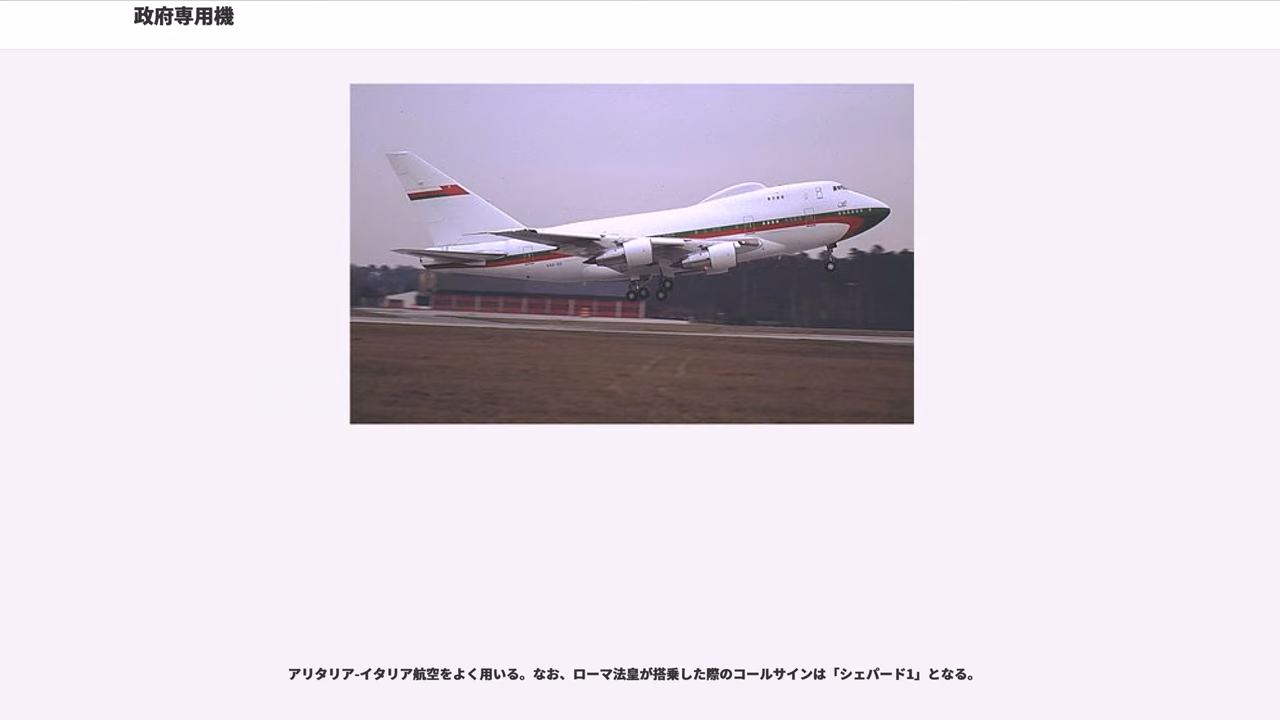 政府専用機
アリタリア-イタリア航空をよく用いる。なお、ローマ法皇が搭乗した際のコールサインは「シェパード1」となる。